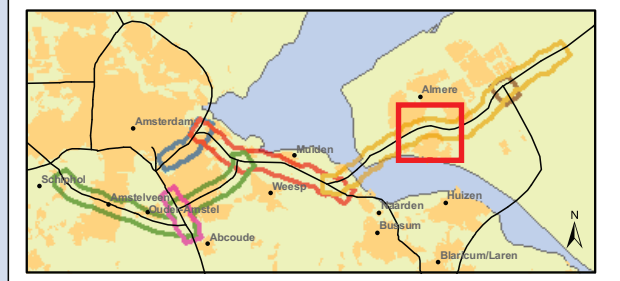 Almere
Amsterdam
Muiden
Schiphol
Weesp
Amstelveen
Huizen
Ouder-Amstel
Naarden
Bussum
N
Abcoude
Blaricum/Laren